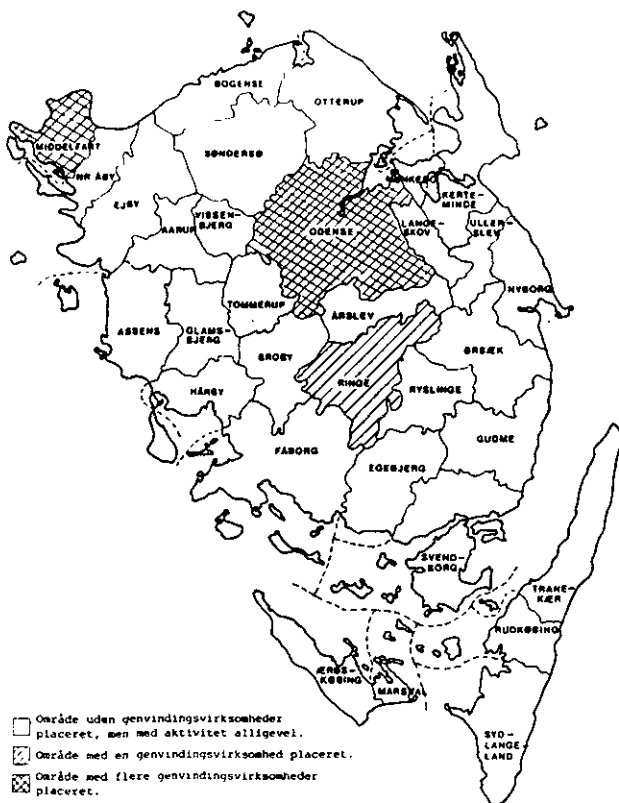 BOGENSE
OTTERUP
MIDDELFART
SØNDERSØ
NR ÅBY
MUNKEBO
KERTE-
MINDE
EJBY
VISSEN-
BJERG
AARUP
ODENSE
LANGE-
SKOV
ULLER-
SLEV
NYBORG
TOMMERUP
ASSENS
GLAMS-
BJERG
ÅRSLEV
BROBY
ØRBÆK
RINGE
HÅRBY
RYSLINGE
GUDME
FÅBORG
EGEBJERG
SVEND-
BORG
TRANE-
KÆR
RUDKØBING
ÆRØS-
KØBING
MARSTAL
SYD-
LANGE-
LAND
Område uden genvindingsvirksomheder
placeret, men med aktivitet alligevel.
Område med en genvindingsvirksomhed placeret.
Område med flere genvindingsvirksomheder
placeret.